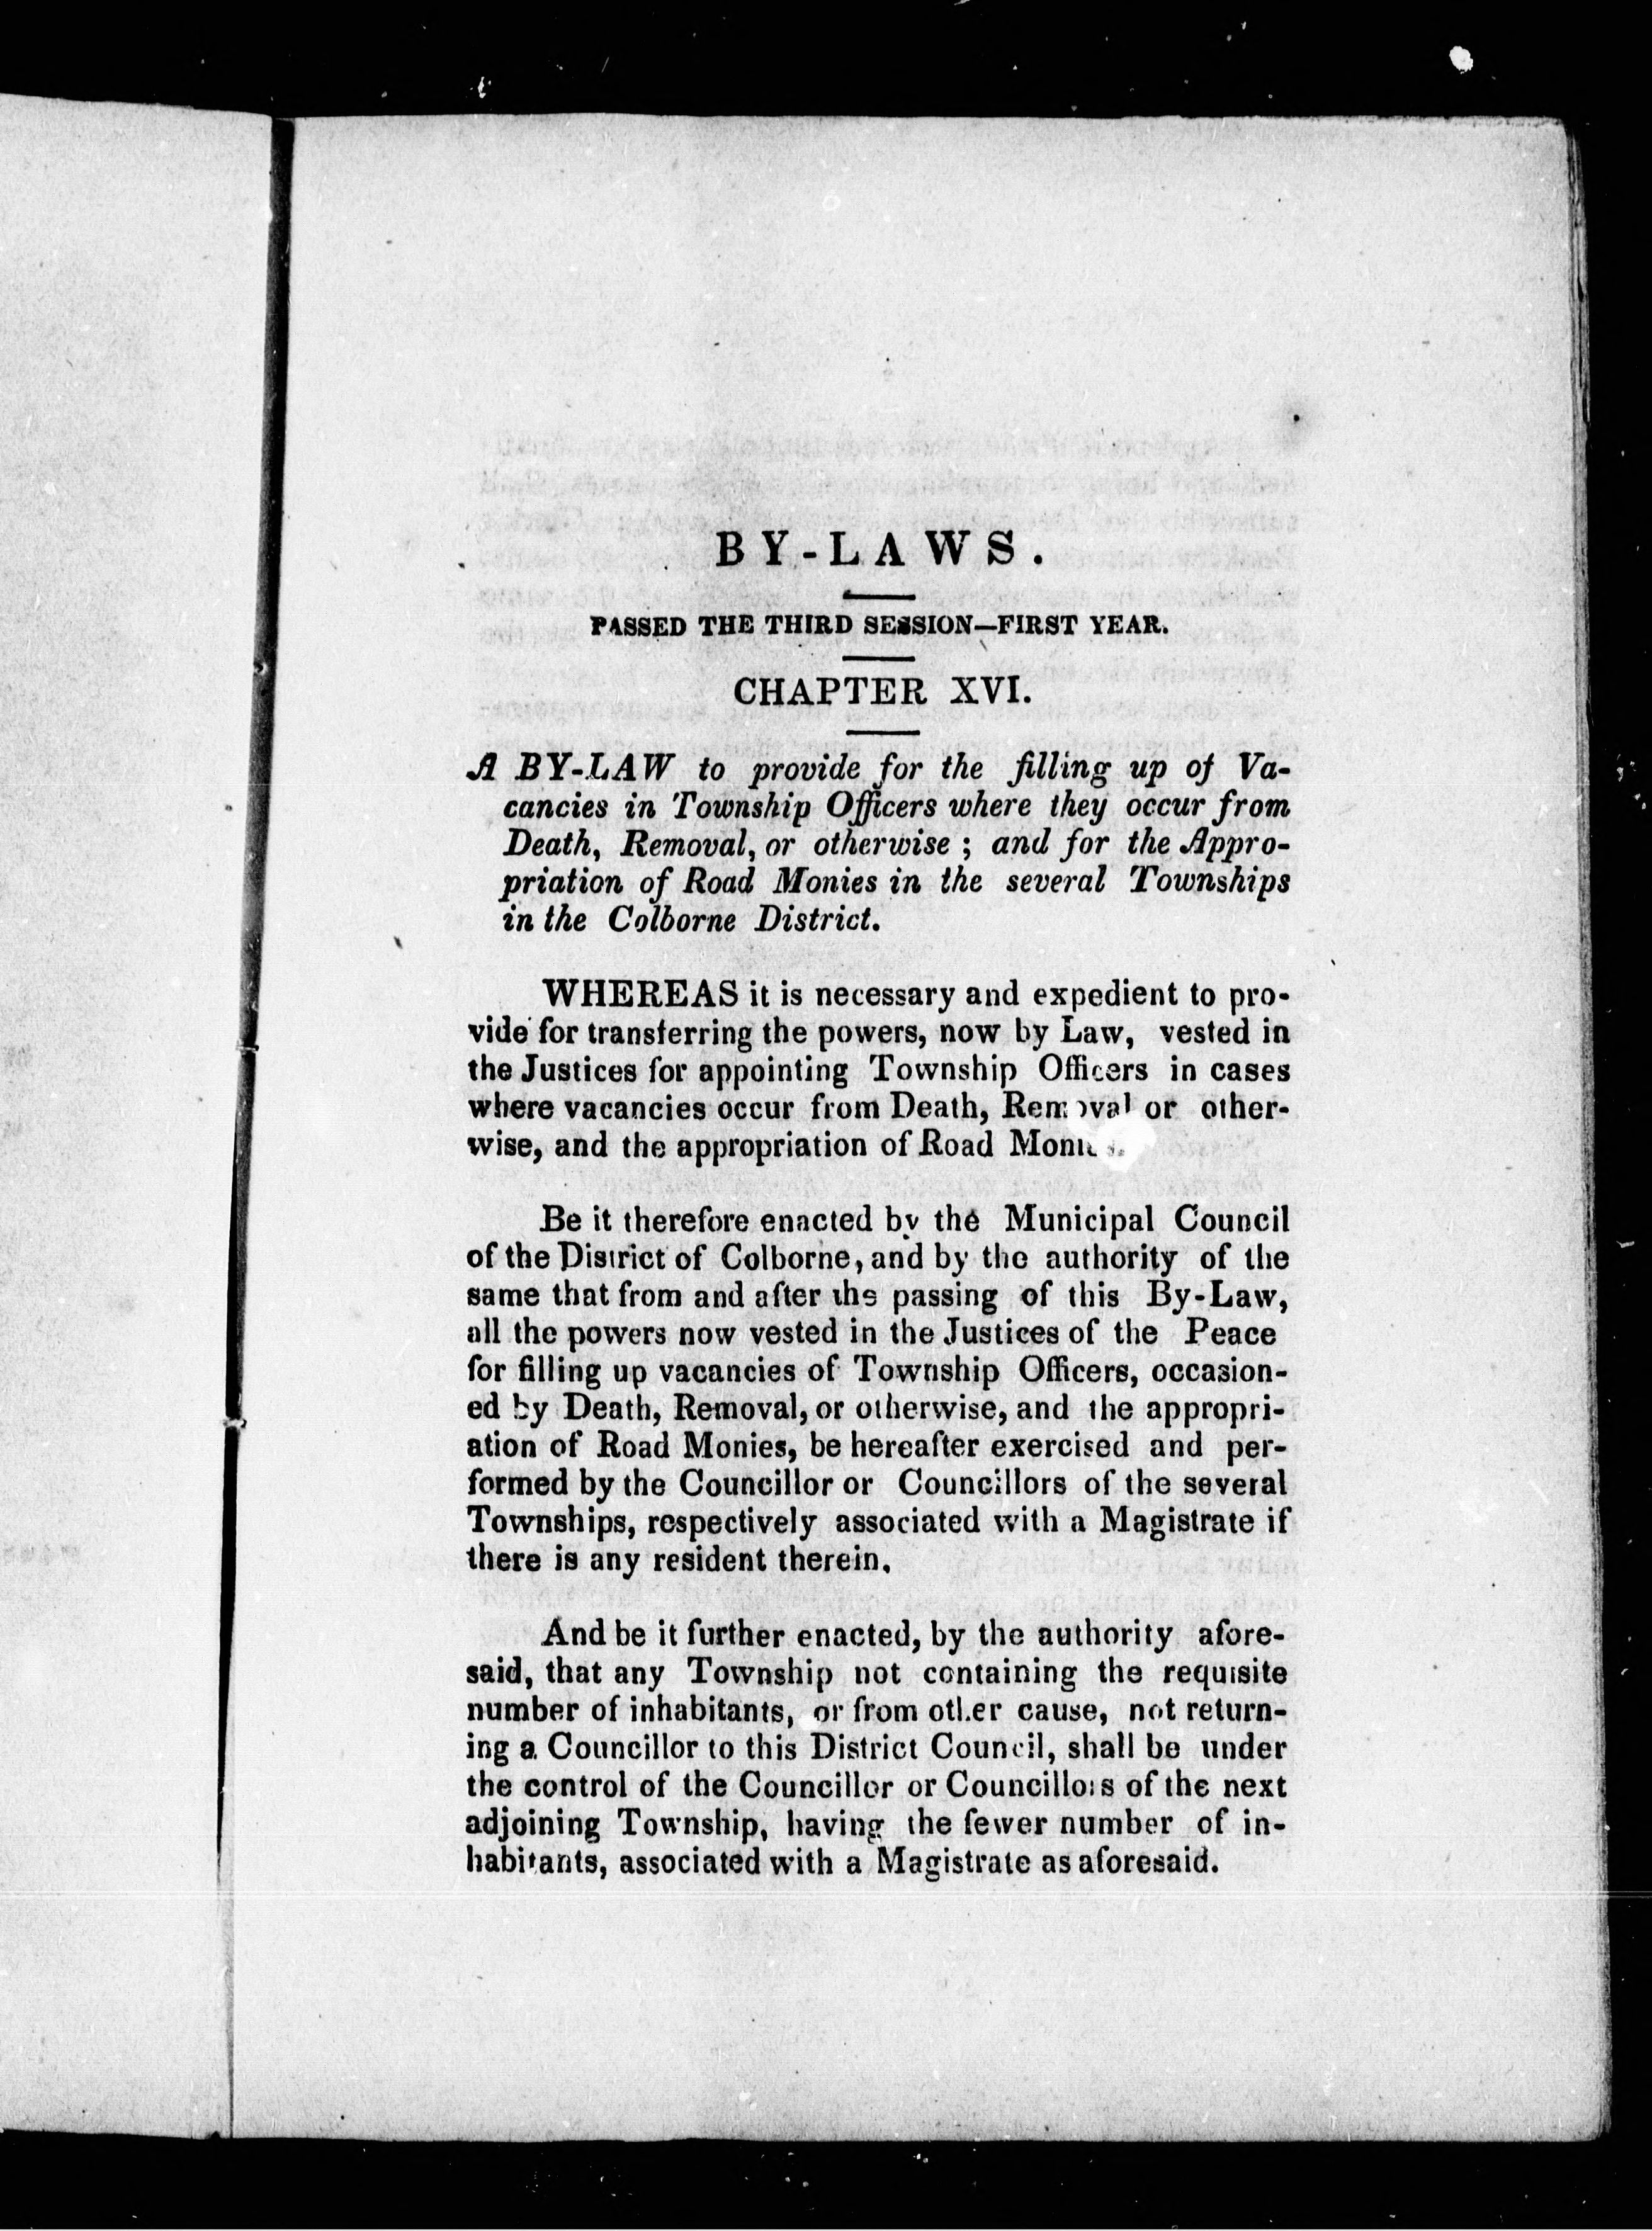 BY-LAWS.
PASSED THE THIRD SESSION—FIRST YEAR.
CHAPTER XVI.
A BY-LAW to provide for the filling up of Va-
cancies in Township Officers where they occur from
Death, Removal, or otherwise ; and for the Appro-
priation of Road Monies in the several Townships
in the Colborne District.
WHEREAS it is necessary and expedient to pro-
vide for transferring the powers, now by Law, vested in
the Justices for appointing Township Officers in cases
where vacancies occur from Death, Removal or other-
wise, and the appropriation of Road Monies.
Be it therefore enacted by the Municipal Council
of the District of Colborne, and by the authority of the
same that from and after the passing of this By-Law,
all the powers now vested in the Justices of the Peace
for filling up vacancies of Township Officers, occasion-
ed by Death, Removal, or otherwise, and the appropri-
ation of Road Monies, be hereafter exercised and per-
formed by the Councillor or Councillors of the several
Townships, respectively associated with a Magistrate if
there is any resident therein.
And be it further enacted, by the authority afore-
said, that any Township not containing the requisite
number of inhabitants, or from other cause, not return-
ing a Councillor to this District Council, shall be under
the control of the Councillor or Councillors of the next
adjoining Township, having the fewer number of in-
habitants, associated with a Magistrate as aforesaid.